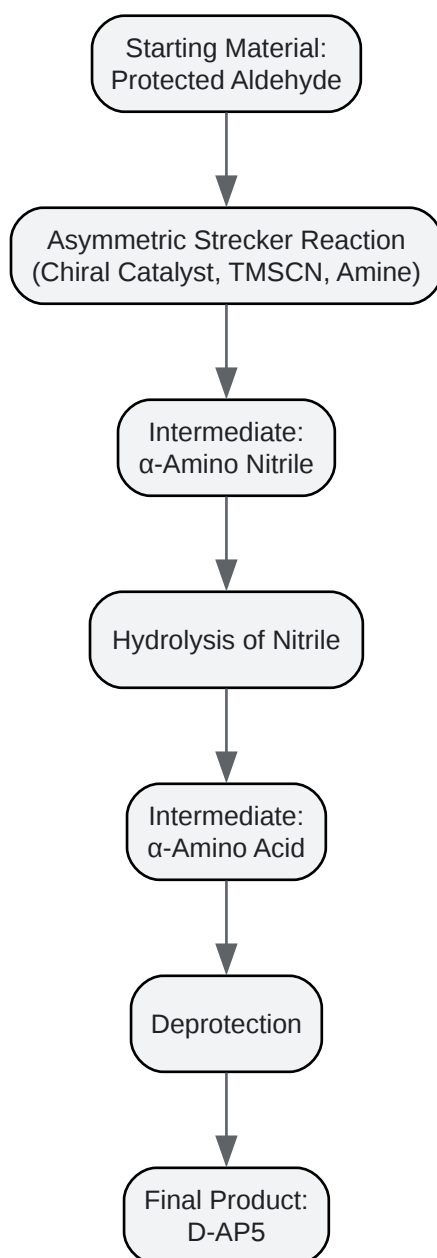 Starting Material:
Protected Aldehyde
Asymmetric Strecker Reaction
(Chiral Catalyst, TMSCN, Amine)
Intermediate:
α-Amino Nitrile
Hydrolysis of Nitrile
Intermediate:
α-Amino Acid
Deprotection
Final Product:
D-AP5